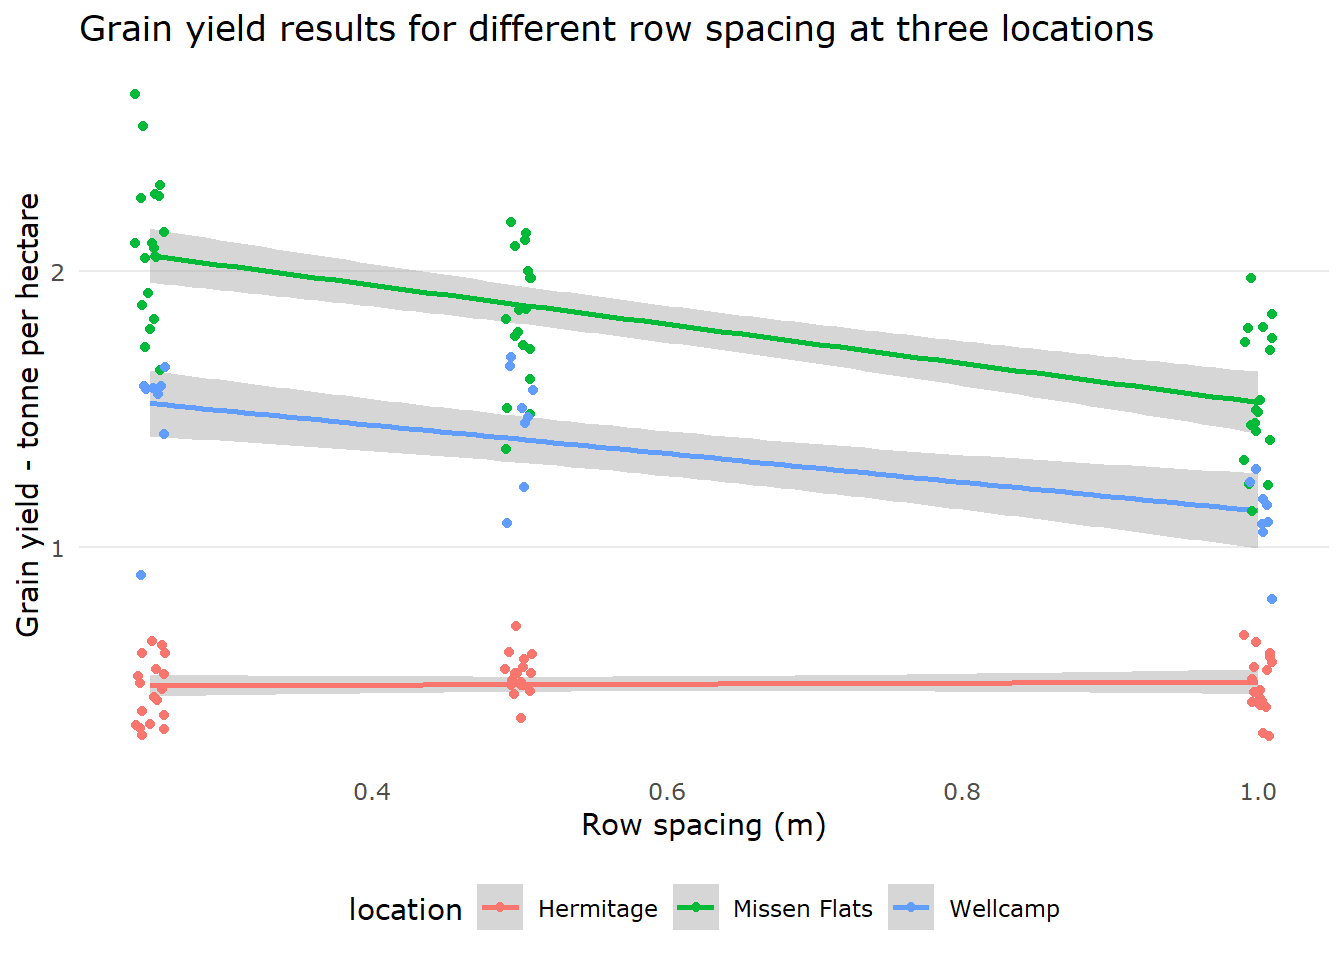 Grain yield results for different row spacing at three locations
Grain yield - tonne per hectare
2
1
0.4 0.6 0.8 1.0
Row spacing (m)
location Hermitage Missen Flats Wellcamp